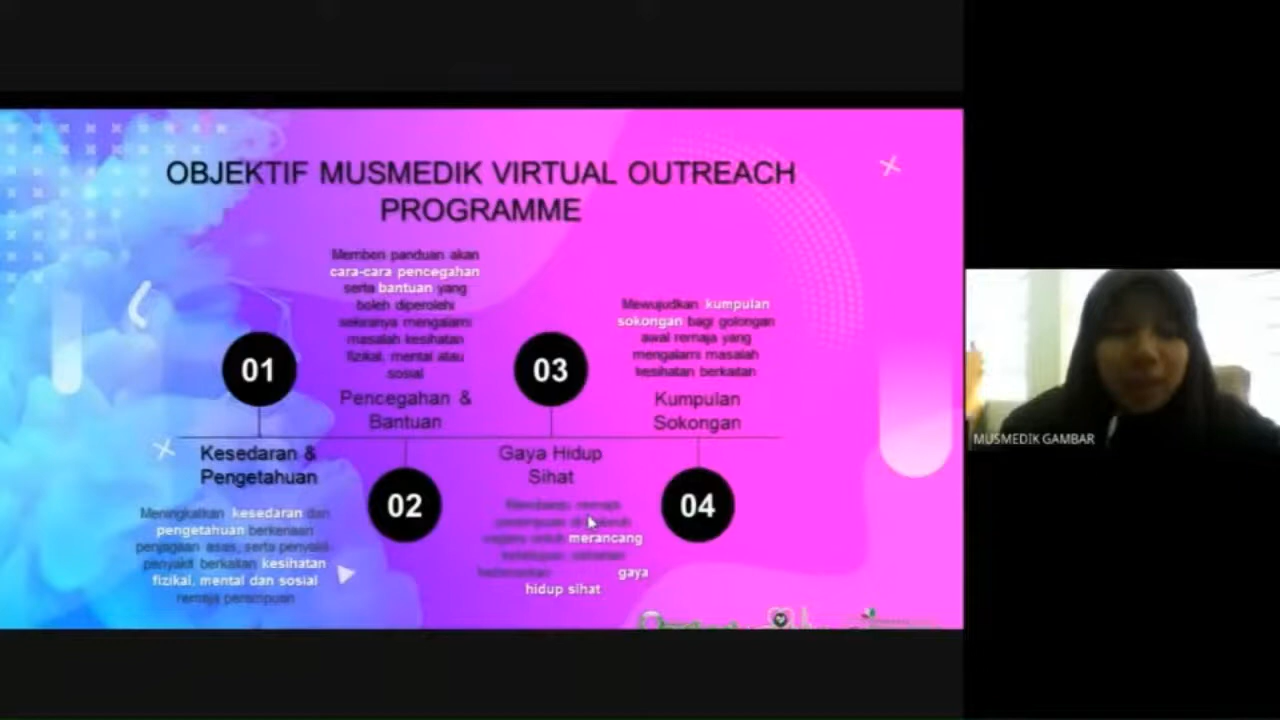 OBJEKTIF MUSMEDIK VIRTUAL OUTREACH
PROGRAMME
01
Kesedaran &
Pengetahuan
Meningkatkan kesedaran dan
pengetahuan berkenaan
penjagaan asas, serta penyakit-
penyakit berkaitan kesihatan
fizikal, mental dan sosial
remaja perempuan
Memberi panduan akan
cara-cara pencegahan
serta bantuan yang
boleh diperolehi
sekiranya mengalami
masalah kesihatan
fizikal, mental atau
sosial
Pencegahan &
Bantuan
02
03
Gaya Hidup
Sihat
merancang
gaya
hidup sihat
Mewujudkan kumpulan
sokongan bagi golongan
awal remaja yang
mengalami masalah
kesihatan berkaitan
Kumpulan
Sokongan
04
MUSMEDIK GAMBAR